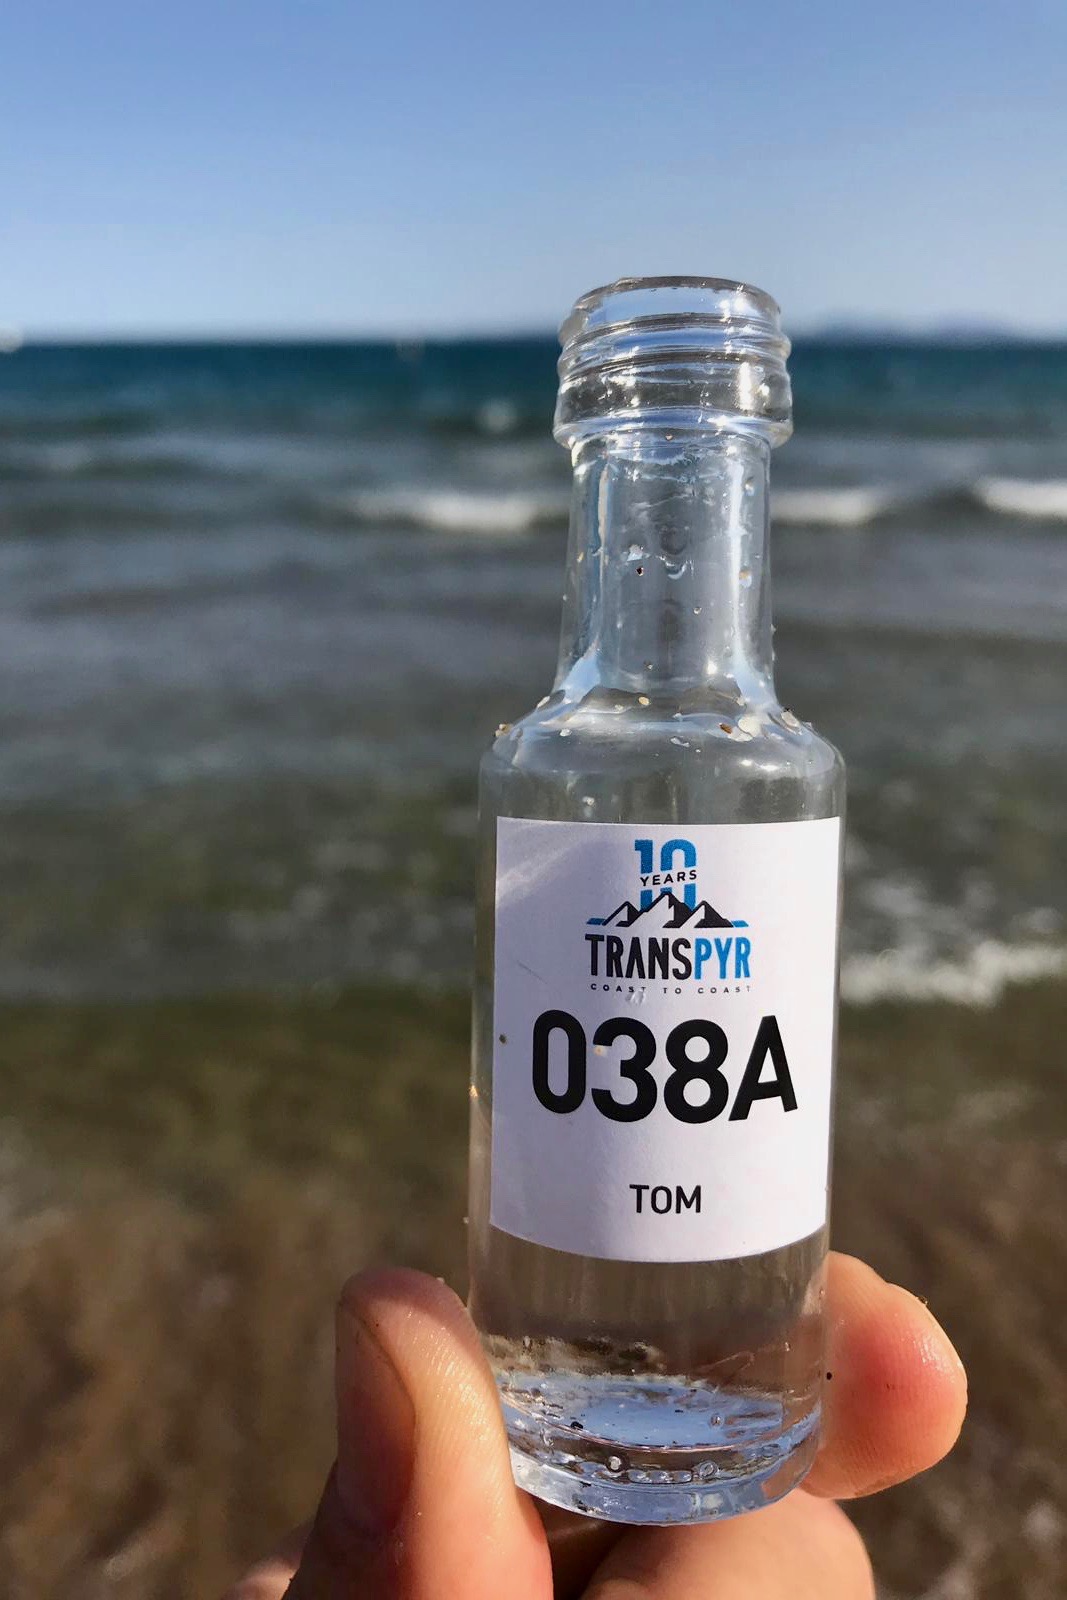 10
YEARS
TRANSPYR
COAST TO COAST
038A
TOM